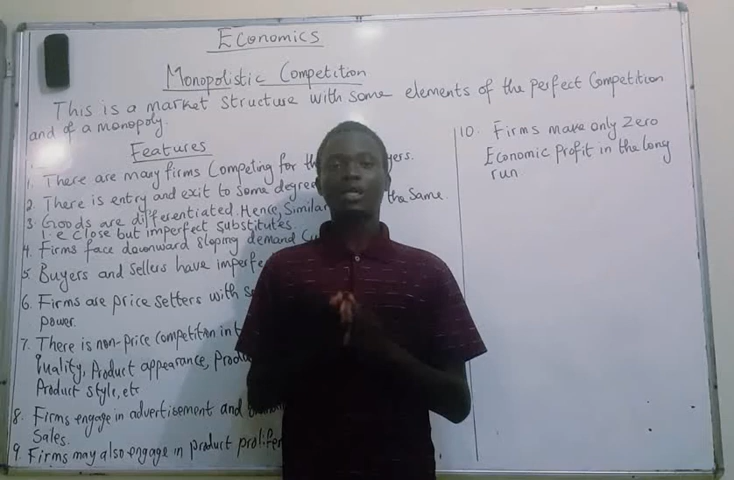 Economics
Monopolistic Competition
This is a market structure with some elements of the perfect Competition
and of a monopoly.
Features
1. There are many firms Competing for th yers.
2. There is entry and exit to some degre
3. Goods are differentiated. Hence, Similar the Same.
i.e close but imperfect substitutes.
4. Firms face downward sloping demand
5. Buyers and Sellers have imperfe
6. Firms are price setters with s
power.
7. There is non-price competition in t
quality, Product appearance, Produ
Product style, etc
8. Firms engage in advertisement and
Sales.
9. Firms may also engage in product prolifer
10. Firms make only Zero
Economic Profit in the long
run